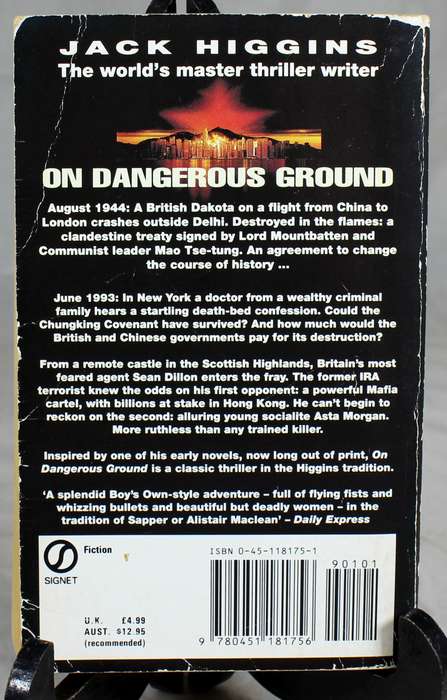 JACK HIGGINS
The world's master thriller writer
ON DANGEROUS GROUND
August 1944: A British Dakota on a flight from China to
London crashes outside Delhi. Destroyed in the flames: a
clandestine treaty signed by Lord Mountbatten and
Communist leader Mao Tse-tung. An agreement to change
the course of history ...
June 1993: In New York a doctor from a wealthy criminal
family hears a startling death-bed confession. Could the
Chungking Covenant have survived? And how much would the
British and Chinese governments pay for its destruction?
From a remote castle in the Scottish Highlands, Britain's most
feared agent Sean Dillon enters the fray. The former IRA
terrorist knew the odds on his first opponent: a powerful Mafia
cartel, with billions at stake in Hong Kong. He can't begin to
reckon on the second: alluring young socialite Asta Morgan.
More ruthless than any trained killer.
Inspired by one of his early novels, now long out of print, On
Dangerous Ground is a classic thriller in the Higgins tradition.
'A splendid Boy's Own-style adventure – full of flying fists and
whizzing bullets and beautiful but deadly women – in
the tradition of Sapper or Alistair Maclean' – Daily Express
SIGNET
Fiction
U.K. £4.99
AUST. $12.95
(recommended)
ISBN 0-45-118175-1
90101
9 780451 181756